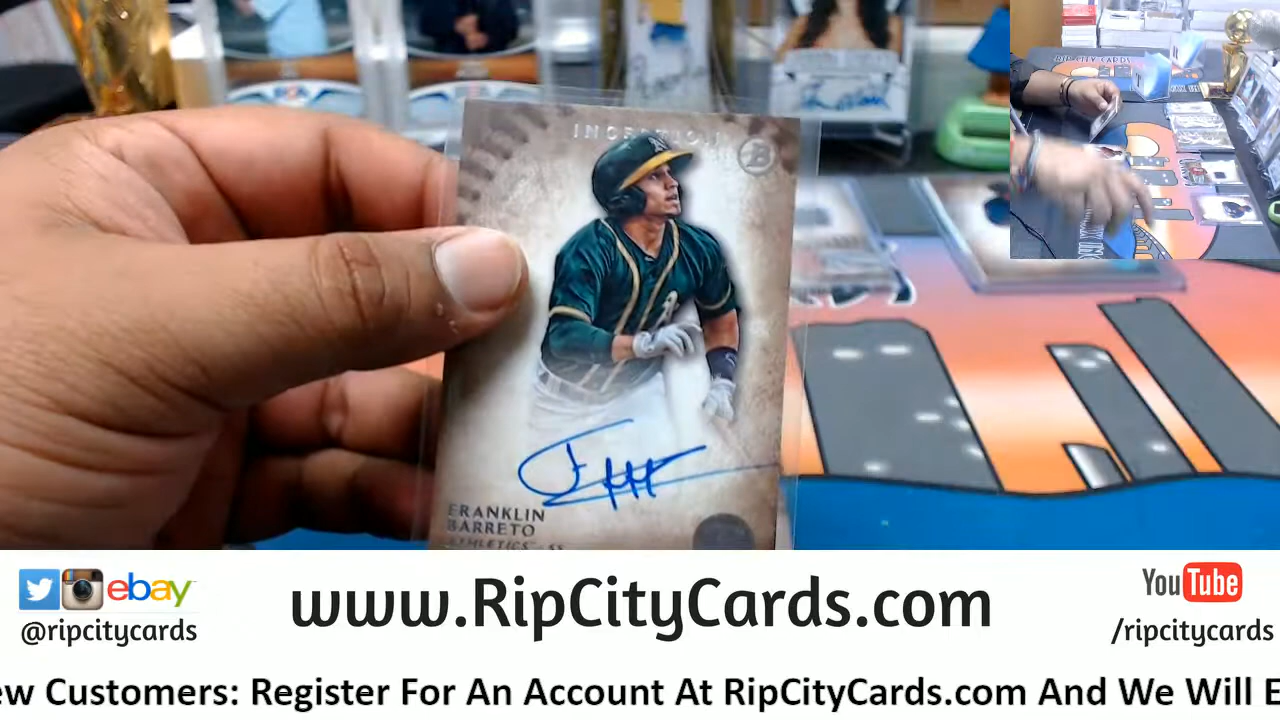 INCEPTION
B
FRANKLIN
BARRETO
ATHLETICS - SS
RIP CITY CARDS
ebay
@ripcitycards
www.RipCityCards.com
YouTube
/ripcitycards
ew Customers: Register For An Account At RipCityCards.com And We Will E